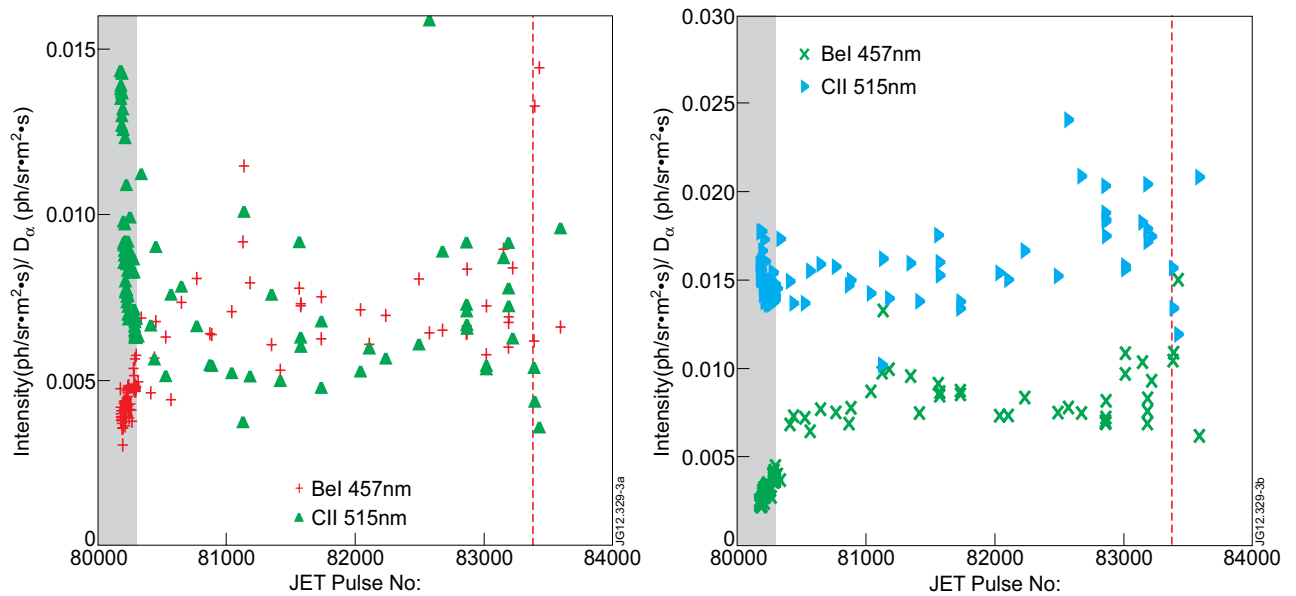 Intensity(ph/sr•m²•s)/ Dα (ph/sr•m²•s)
0.015
0.010
0.005
0
BeI 457nm
CII 515nm
80000 81000 82000 83000 84000
JET Pulse No:
JG12.329-3a
Intensity(ph/sr•m²•s)/ Dα (ph/sr•m²•s)
0.030
BeI 457nm
CII 515nm
0.025
0.020
0.015
0.010
0.005
0
80000 81000 82000 83000 84000
JET Pulse No:
JG12.329-3b